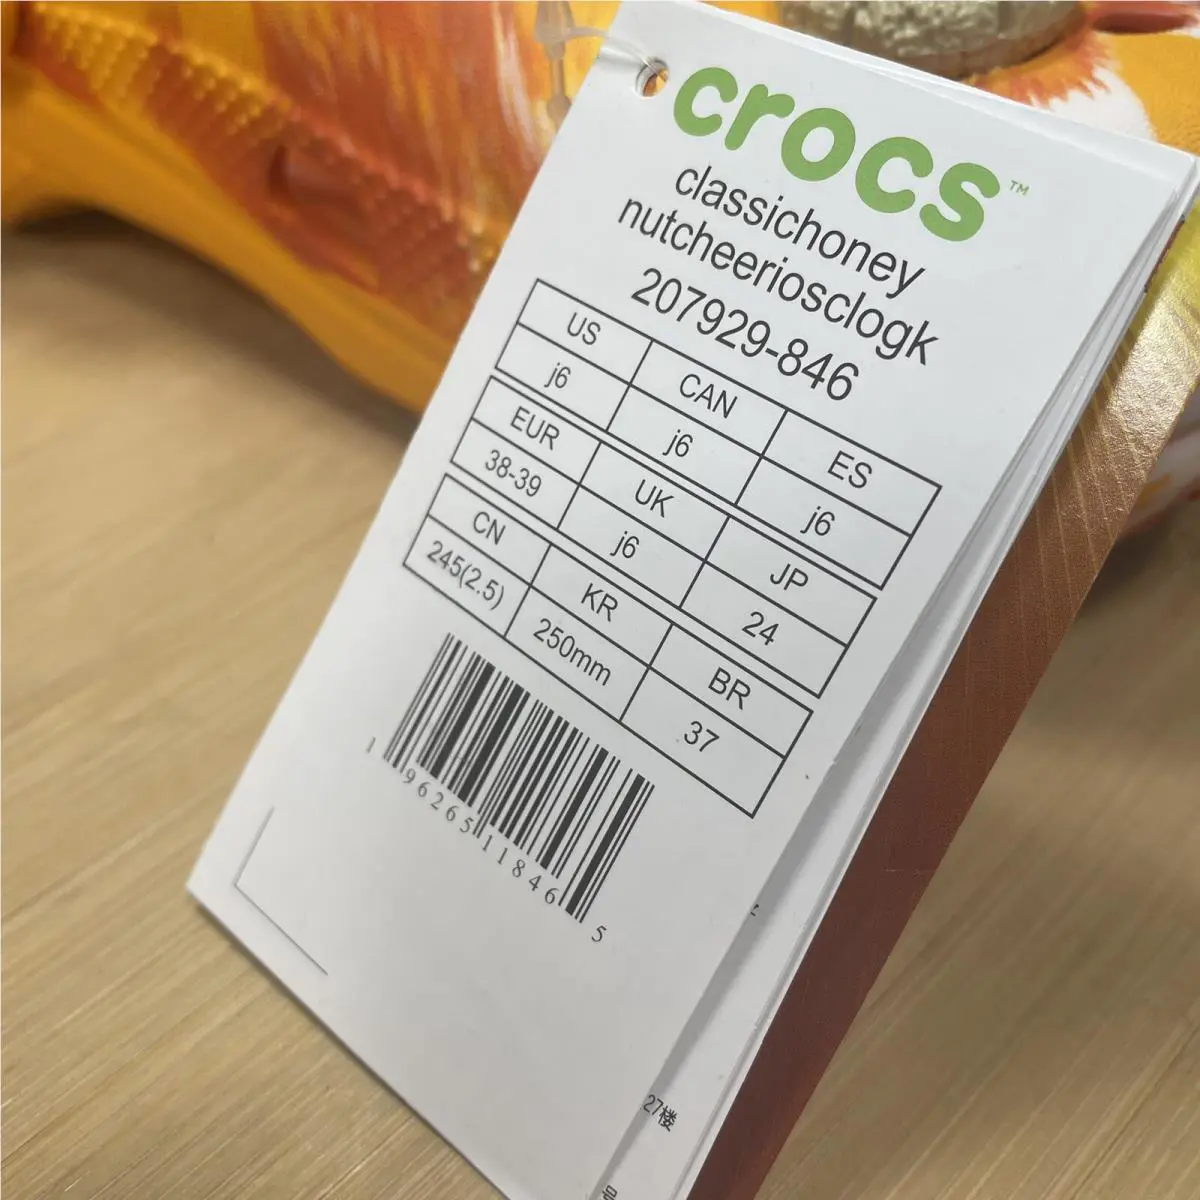 crocs™
classichoney
nutcheeriosclogk
207929-846
US CAN ES
j6 j6 j6
EUR UK JP
38-39 j6 24
CN KR BR
245(2.5) 250mm 37
1 96265 11846 5
27楼